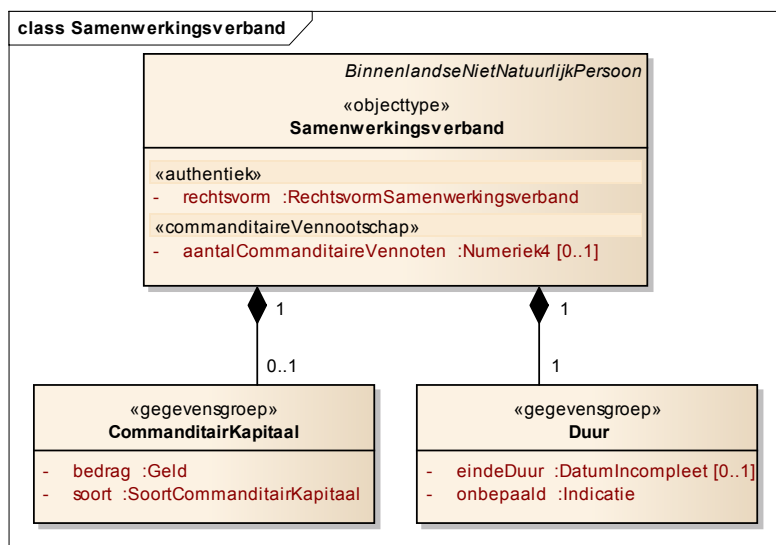 class Samenwerkingsverband
BinnenlandseNietNatuurlijkPersoon
«objecttype»
Samenwerkingsverband
«authentiek»
- rechtsvorm :RechtsvormSamenwerkingsverband
«commanditaireVennootschap»
- aantalCommanditaireVennoten :Numeriek4 [0..1]
1
1
0..1
1
«gegevensgroep»
CommanditairKapitaal
- bedrag :Geld
- soort :SoortCommanditairKapitaal
«gegevensgroep»
Duur
- eindeDuur :DatumIncompleet [0..1]
- onbepaald :Indicatie